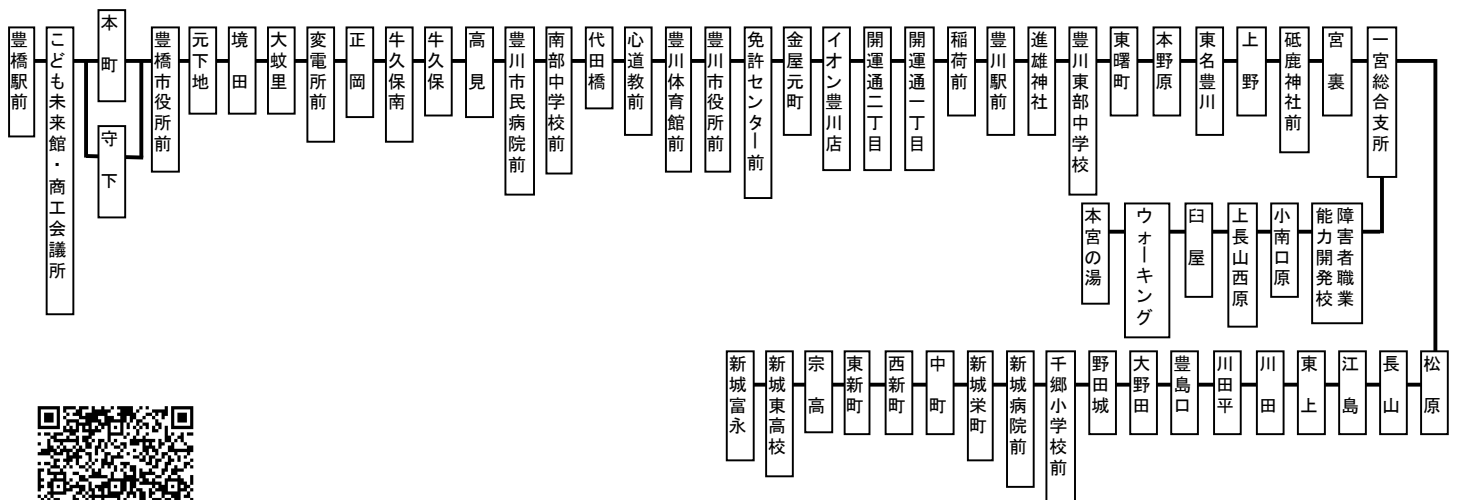 豊橋駅前
こども未来館・商工会議所
本町
守下
豊橋市役所前
元下地
境田
大蚊里
変電所前
正岡
牛久保南
牛久保
高見
豊川市民病院前
南部中学校前
代田橋
心道教前
豊川体育館前
豊川市役所前
免許センター前
金屋元町
イオン豊川店
開運通二丁目
開運通一丁目
稲荷前
豊川駅前
進雄神社
豊川東部中学校
東曙町
本野原
東名豊川
上野
砥鹿神社前
宮裏
一宮総合支所
本宮の湯
ウォーキング
臼屋
上長山西原
小南口原
障害者職業
能力開発校
新城富永
新城東高校
宗高
東新町
西新町
中町
新城栄町
新城病院前
千郷小学校前
野田城
大野田
豊島口
川田平
川田
東上
江島
長山
松原